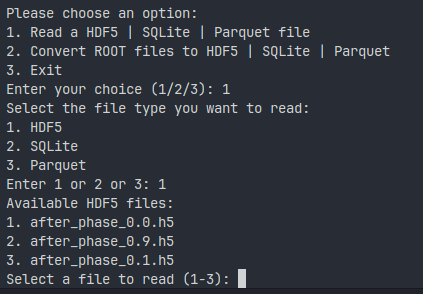 Please choose an option:
1. Read a HDF5 | SQLite | Parquet file
2. Convert ROOT files to HDF5 | SQLite | Parquet
3. Exit
Enter your choice (1/2/3): 1
Select the file type you want to read:
1. HDF5
2. SQLite
3. Parquet
Enter 1 or 2 or 3: 1
Available HDF5 files:
1. after_phase_0.0.h5
2. after_phase_0.9.h5
3. after_phase_0.1.h5
Select a file to read (1-3):